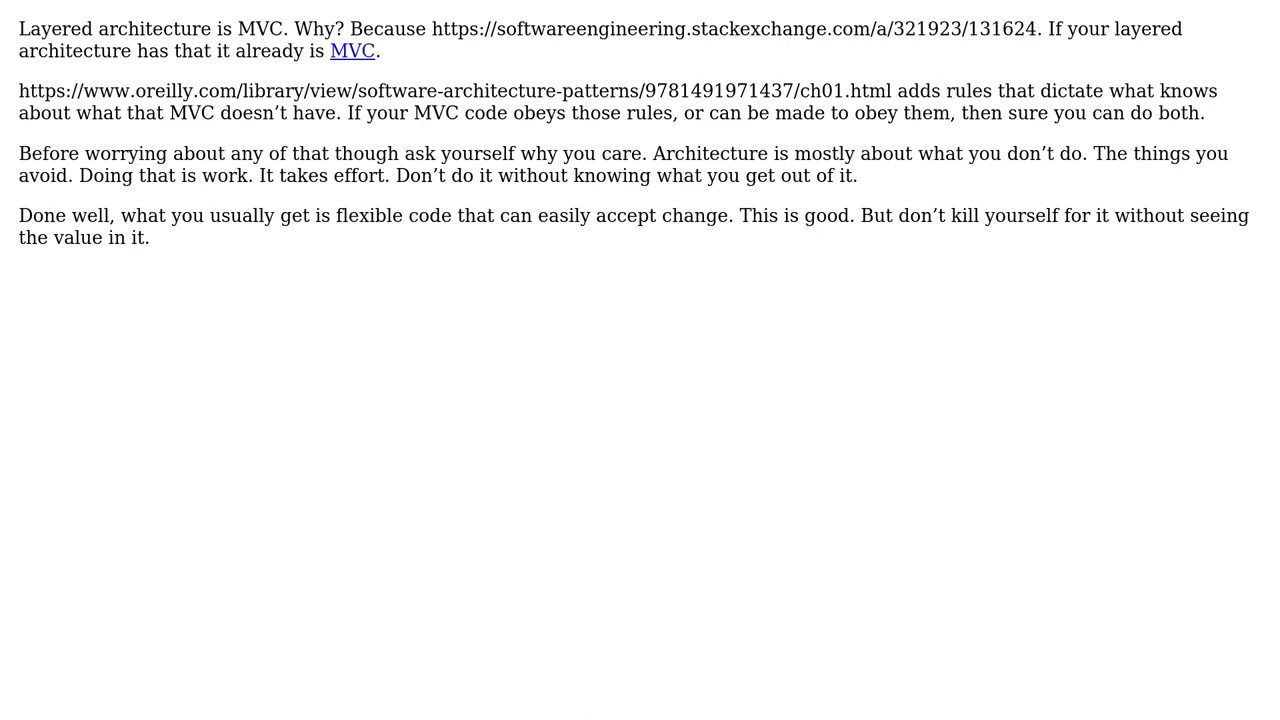 Layered architecture is MVC. Why? Because https://softwareengineering.stackexchange.com/a/321923/131624. If your layered
architecture has that it already is MVC.
https://www.oreilly.com/library/view/software-architecture-patterns/9781491971437/ch01.html adds rules that dictate what knows
about what that MVC doesn’t have. If your MVC code obeys those rules, or can be made to obey them, then sure you can do both.
Before worrying about any of that though ask yourself why you care. Architecture is mostly about what you don’t do. The things you
avoid. Doing that is work. It takes effort. Don’t do it without knowing what you get out of it.
Done well, what you usually get is flexible code that can easily accept change. This is good. But don’t kill yourself for it without seeing
the value in it.